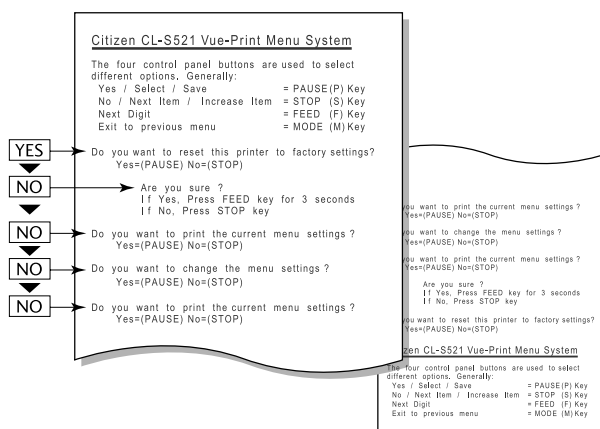 Citizen CL-S521 Vue-Print Menu System
The four control panel buttons are used to select
different options. Generally:
Yes / Select / Save = PAUSE(P) Key
No / Next Item / Increase Item = STOP (S) Key
Next Digit = FEED (F) Key
Exit to previous menu = MODE (M) Key
YES
Do you want to reset this printer to factory settings?
Yes=(PAUSE) No=(STOP)
NO
Are you sure ?
If Yes, Press FEED key for 3 seconds
If No, Press STOP key
NO
Do you want to print the current menu settings ?
Yes=(PAUSE) No=(STOP)
NO
Do you want to change the menu settings ?
Yes=(PAUSE) No=(STOP)
NO
Do you want to print the current menu settings ?
Yes=(PAUSE) No=(STOP)
you want to print the current menu settings ?
Yes=(PAUSE) No=(STOP)
you want to change the menu settings ?
Yes=(PAUSE) No=(STOP)
you want to print the current menu settings ?
Yes=(PAUSE) No=(STOP)
Are you sure ?
If Yes, Press FEED key for 3 seconds
If No, Press STOP key
you want to reset this printer to factory settings?
Yes=(PAUSE) No=(STOP)
zen CL-S521 Vue-Print Menu System
The four control panel buttons are used to select
different options. Generally:
Yes / Select / Save = PAUSE(P) Key
No / Next Item / Increase Item = STOP (S) Key
Next Digit = FEED (F) Key
Exit to previous menu = MODE (M) Key